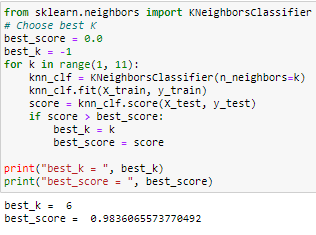 from sklearn.neighbors import KNeighborsClassifier
# Choose best K
best_score = 0.0
best_k = -1
for k in range(1, 11):
    knn_clf = KNeighborsClassifier(n_neighbors=k)
    knn_clf.fit(X_train, y_train)
    score = knn_clf.score(X_test, y_test)
    if score > best_score:
        best_k = k
        best_score = score
print("best_k = ", best_k)
print("best_score = ", best_score)
best_k =  6
best_score =  0.9836065573770492